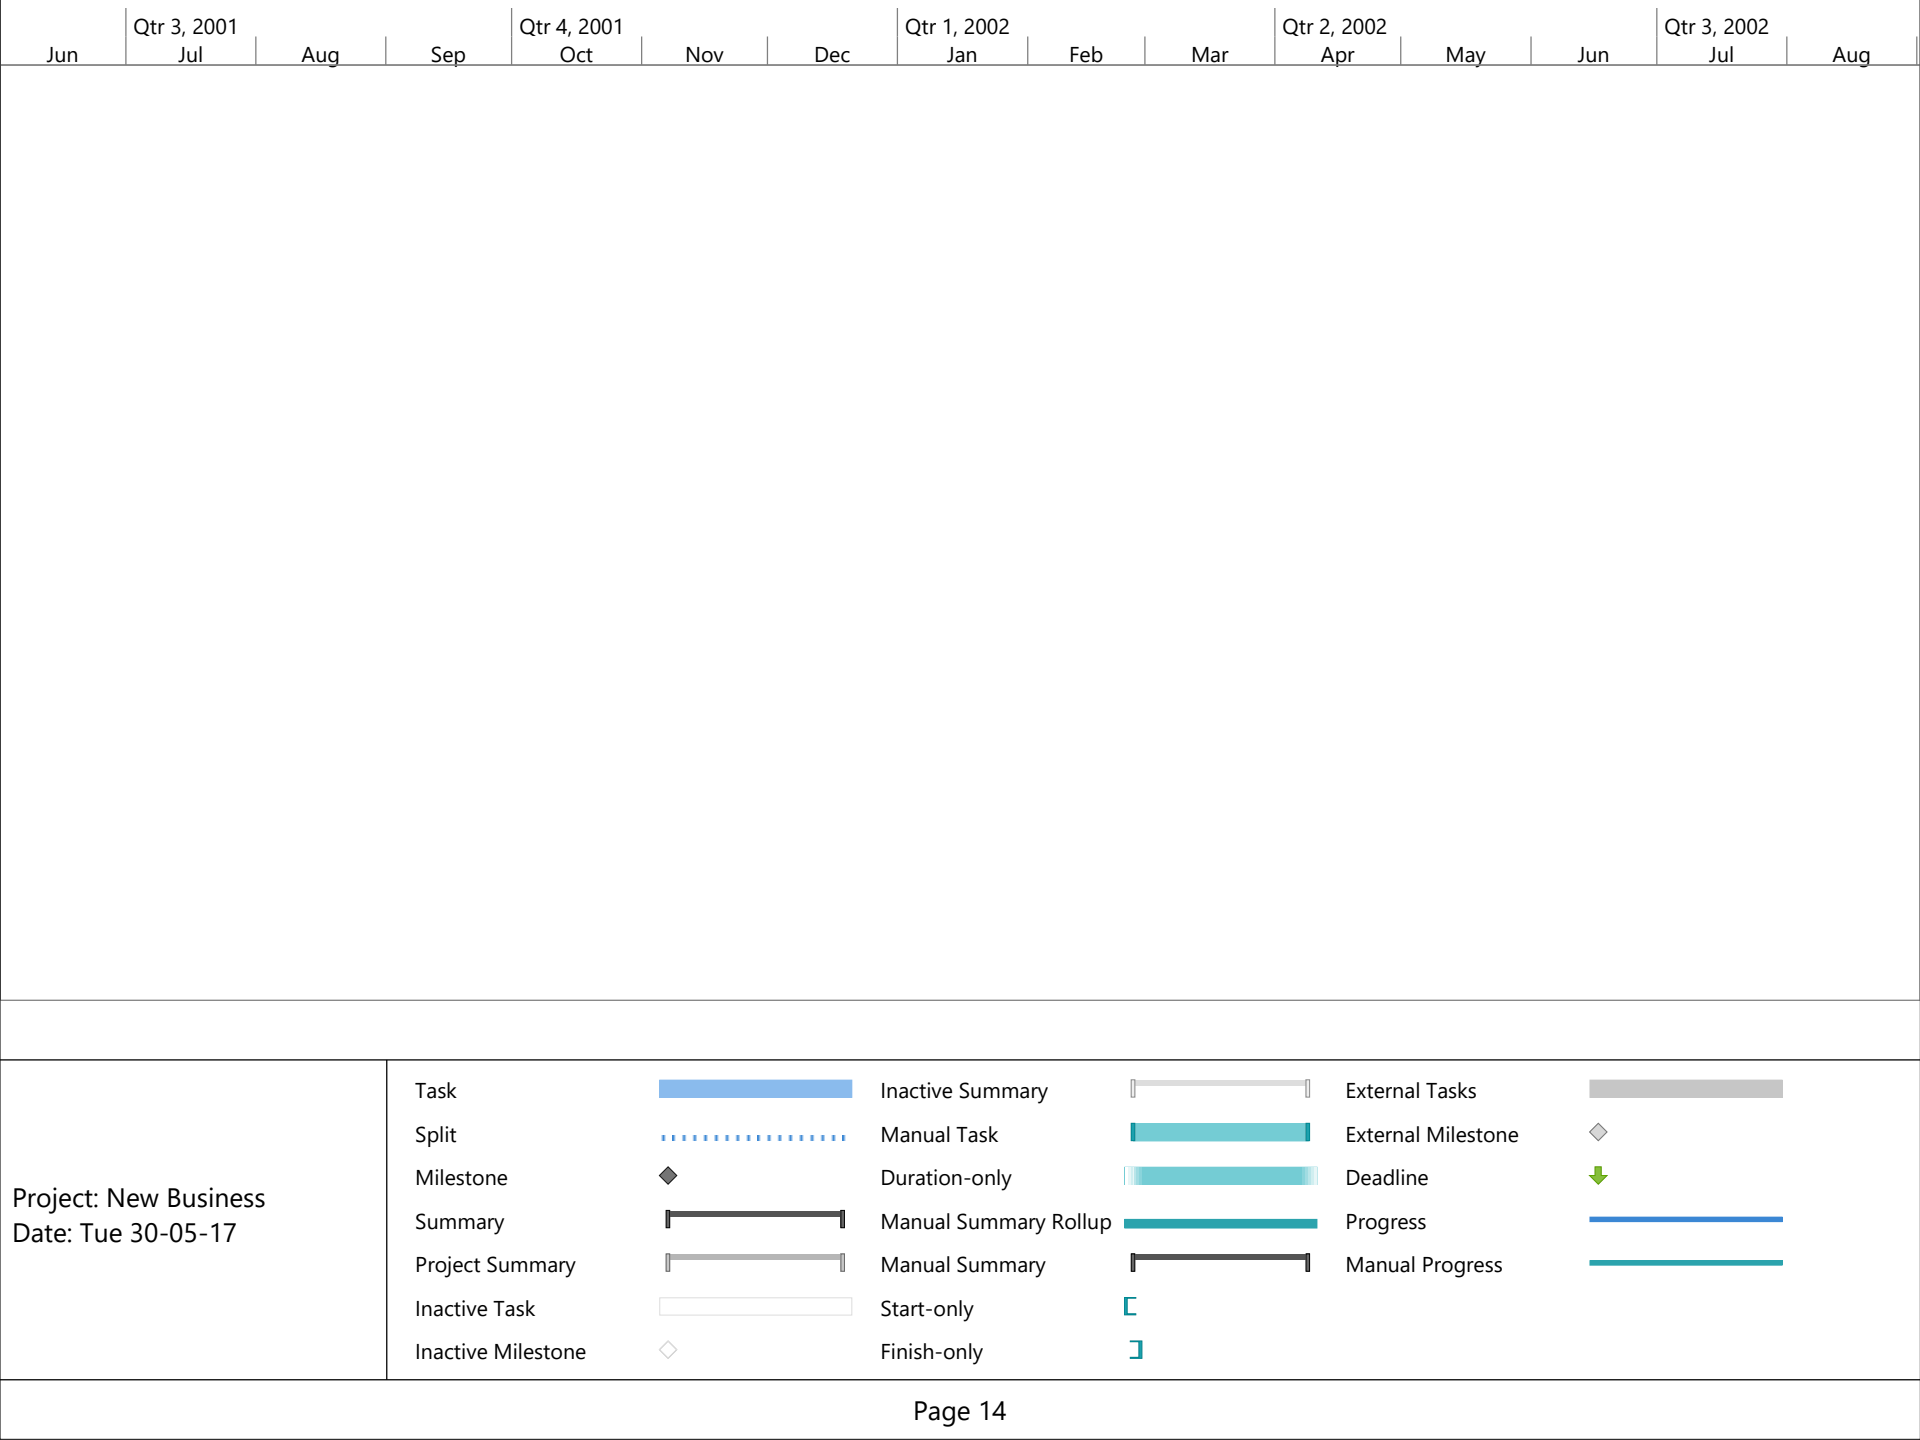 Qtr 3, 2001 Qtr 4, 2001 Qtr 1, 2002 Qtr 2, 2002 Qtr 3, 2002
Jun Jul Aug Sep Oct Nov Dec Jan Feb Mar Apr May Jun Jul Aug
Project: New Business
Date: Tue 30-05-17
Task
Split
Milestone
Summary
Project Summary
Inactive Task
Inactive Milestone
Inactive Summary
Manual Task
Duration-only
Manual Summary Rollup
Manual Summary
Start-only
Finish-only
External Tasks
External Milestone
Deadline
Progress
Manual Progress
Page 14